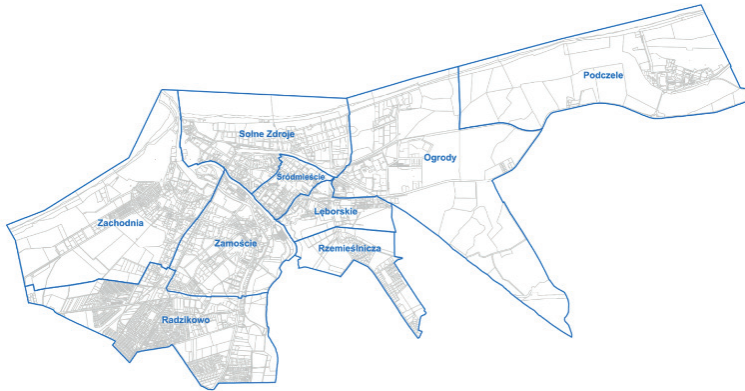 Podczele
Solne Zdroje
Ogrody
Śródmieście
Lęborskie
Zachodnia
Zamoście
Rzemieślnicza
Radzikowo